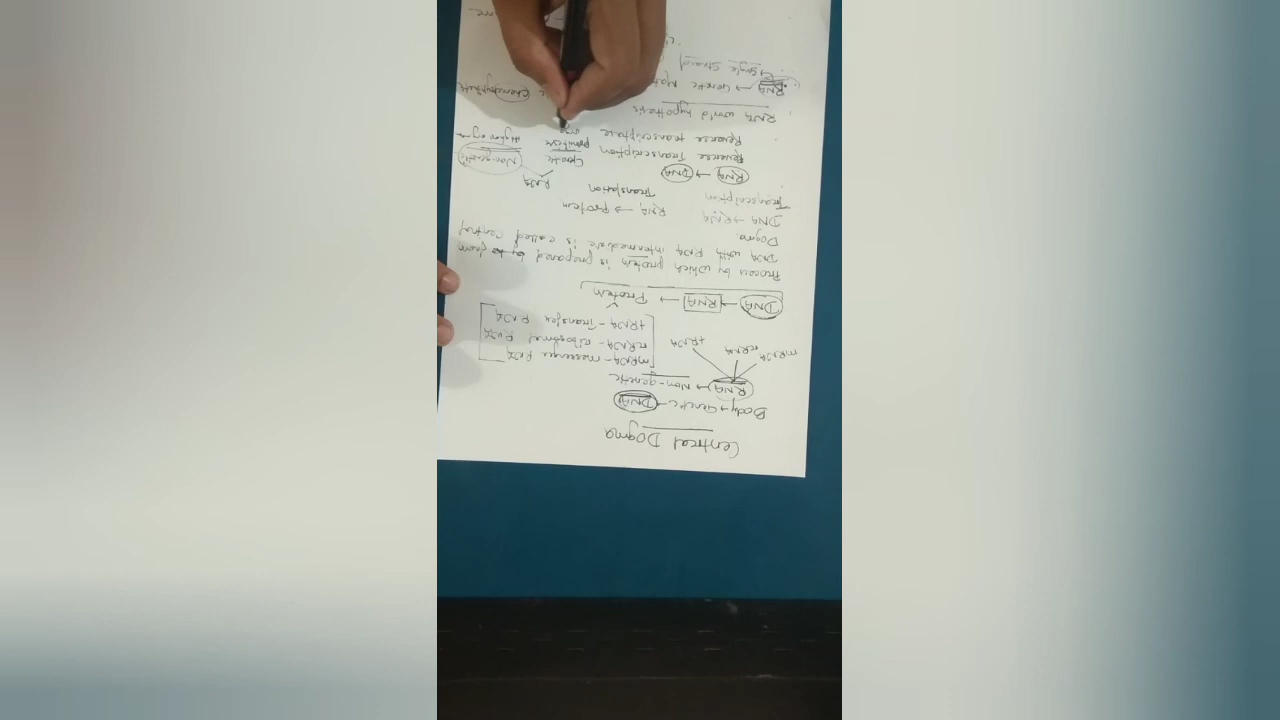 Central Dogma
Body → Genetic → DNA
RNA → Non-genetic
mRNA rRNA tRNA
mRNA - messenger RNA
rRNA - ribosomal RNA
tRNA - Transfer RNA
DNA → RNA → Protein
Process by which protein is prepared from
DNA with RNA intermediate is called Central
Dogma.
DNA → RNA RNA → Protein
Transcription Translation
RNA → DNA RNA
Reverse Transcription Genetic Non-genetic
Reverse transcriptase primitive Higher
RNA world hypothesis
RNA → Genetic
Single Strand